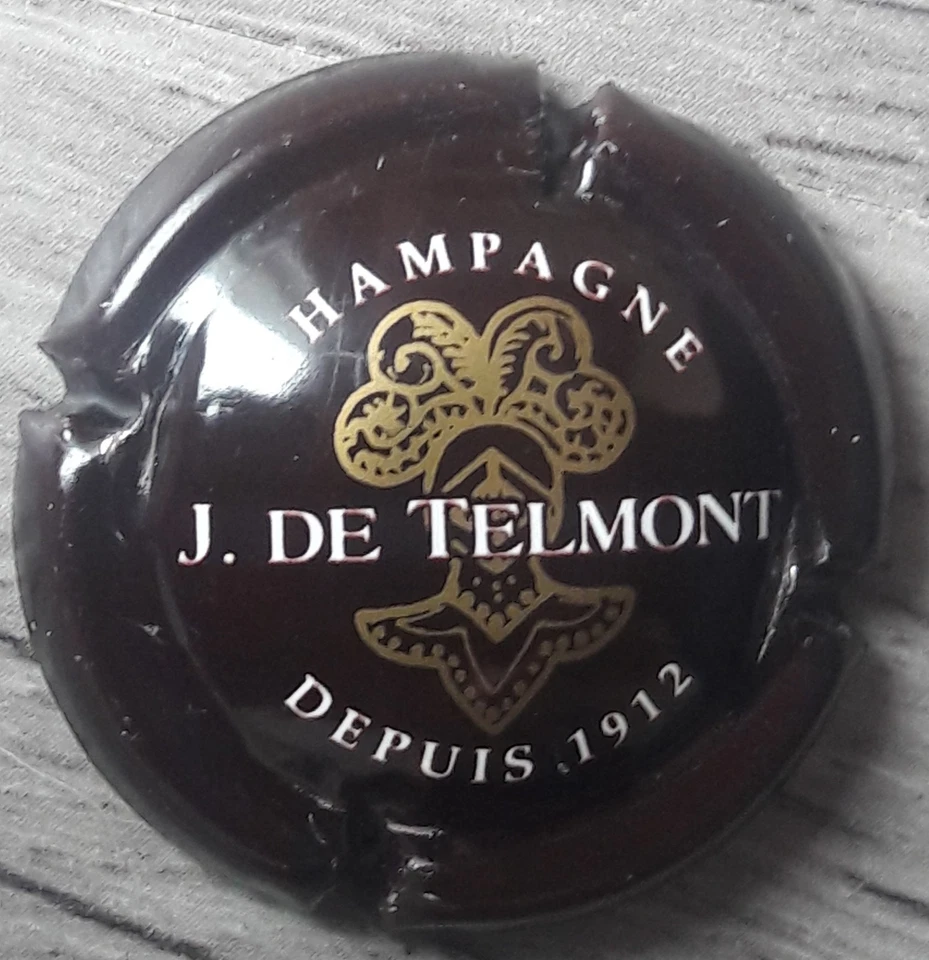 HAMPAGNE
J. DE TELMONT
DEPUIS 1912